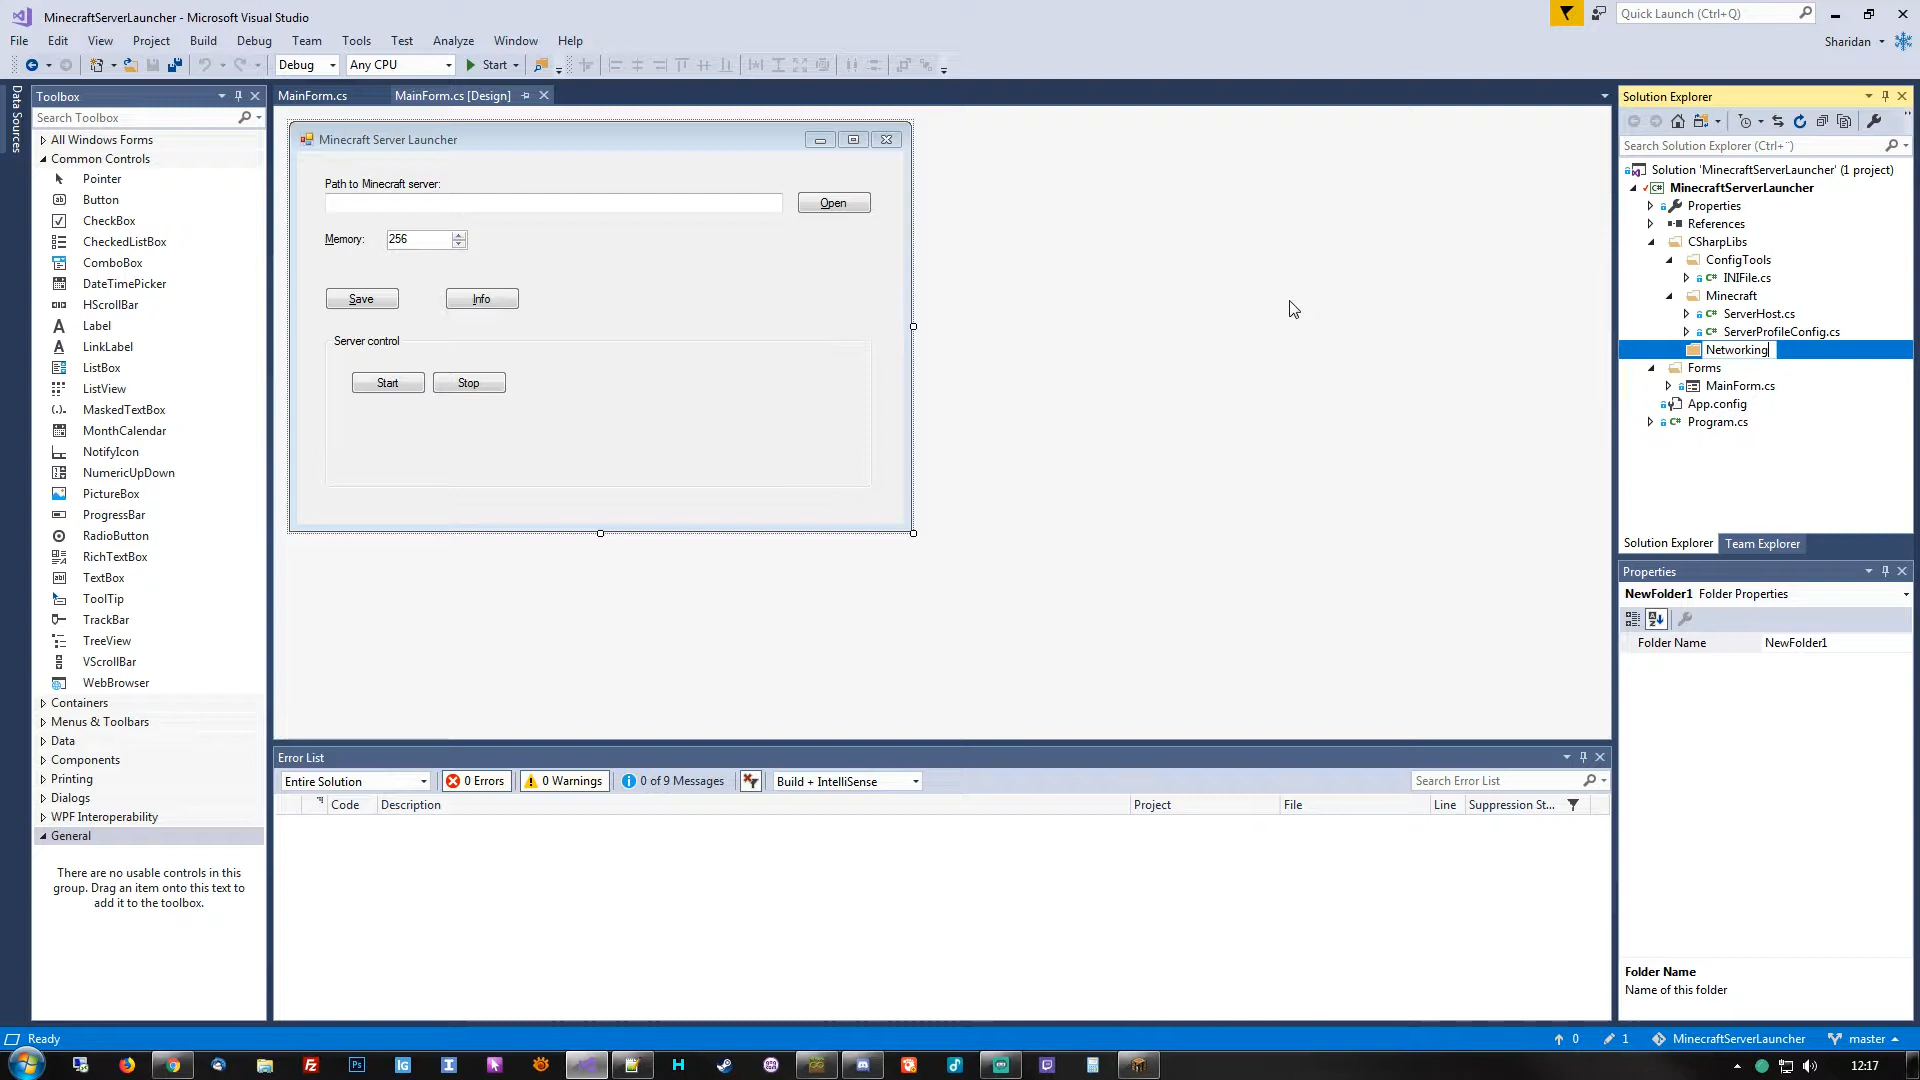 MinecraftServerLauncher - Microsoft Visual Studio
Quick Launch (Ctrl+Q)
File Edit View Project Build Debug Team Tools Test Analyze Window Help
Sharidan
Debug Any CPU Start
Data Sources
Toolbox
Search Toolbox
All Windows Forms
Common Controls
Pointer
Button
CheckBox
CheckedListBox
ComboBox
DateTimePicker
HScrollBar
Label
LinkLabel
ListBox
ListView
MaskedTextBox
MonthCalendar
NotifyIcon
NumericUpDown
PictureBox
ProgressBar
RadioButton
RichTextBox
TextBox
ToolTip
TrackBar
TreeView
VScrollBar
WebBrowser
Containers
Menus & Toolbars
Data
Components
Printing
Dialogs
WPF Interoperability
General
There are no usable controls in this
group. Drag an item onto this text to
add it to the toolbox.
MainForm.cs MainForm.cs [Design]
Minecraft Server Launcher
Path to Minecraft server:
Open
Memory: 256
Save Info
Server control
Start Stop
Error List
Entire Solution 0 Errors 0 Warnings 0 of 9 Messages Build + IntelliSense Search Error List
Code Description Project File Line Suppression St...
Solution Explorer
Search Solution Explorer (Ctrl+¨)
Solution 'MinecraftServerLauncher' (1 project)
MinecraftServerLauncher
Properties
References
CSharpLibs
ConfigTools
INIFile.cs
Minecraft
ServerHost.cs
ServerProfileConfig.cs
Networking
Forms
MainForm.cs
App.config
Program.cs
Solution Explorer Team Explorer
Properties
NewFolder1 Folder Properties
Folder Name NewFolder1
Folder Name
Name of this folder
Ready 0 1 MinecraftServerLauncher master
12:17